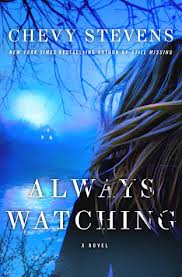 CHEVY STEVENS
NEW YORK TIMES BESTSELLING AUTHOR OF STILL MISSING
ALWAYS
WATCHING
A NOVEL